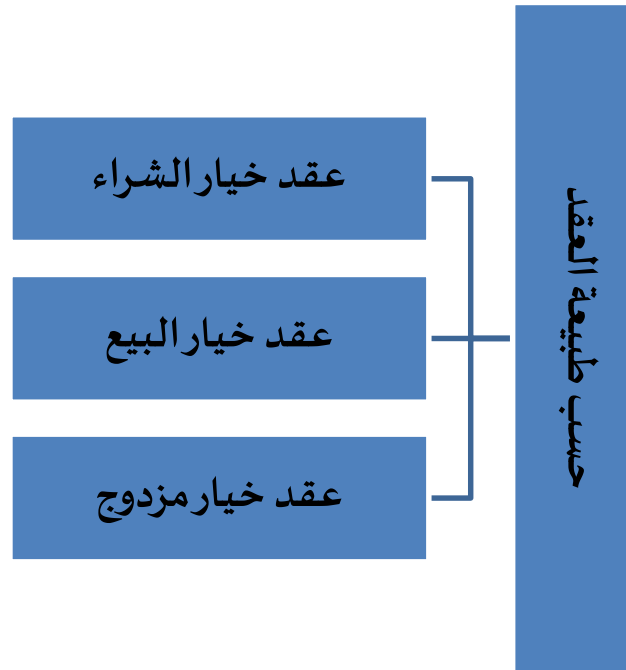 حسب طبيعة العقد
عقد خيار الشراء
عقد خيار البيع
عقد خيار مزدوج